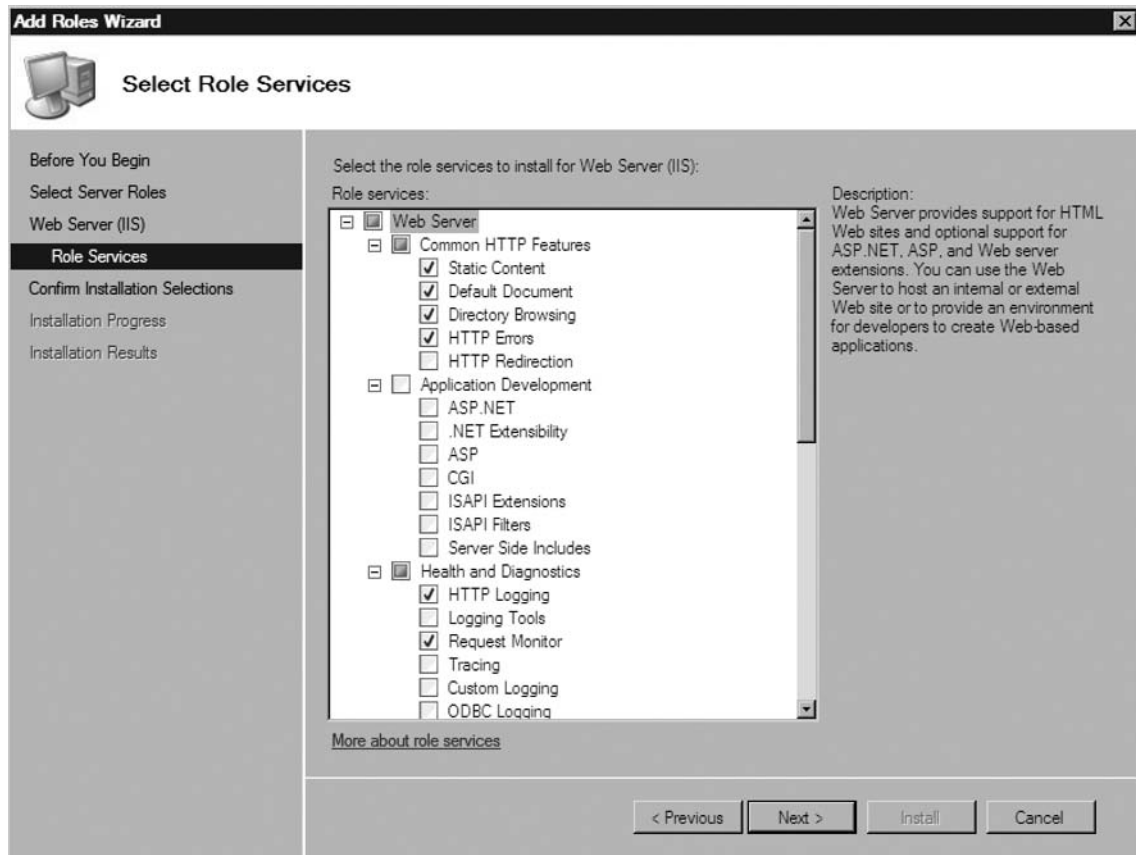 Add Roles Wizard
Select Role Services
Before You Begin
Select Server Roles
Web Server (IIS)
Role Services
Confirm Installation Selections
Installation Progress
Installation Results
Select the role services to install for Web Server (IIS):
Role services:
Web Server
Common HTTP Features
Static Content
Default Document
Directory Browsing
HTTP Errors
HTTP Redirection
Application Development
ASP.NET
.NET Extensibility
ASP
CGI
ISAPI Extensions
ISAPI Filters
Server Side Includes
Health and Diagnostics
HTTP Logging
Logging Tools
Request Monitor
Tracing
Custom Logging
ODBC Logging
More about role services
Description:
Web Server provides support for HTML
Web sites and optional support for
ASP.NET, ASP, and Web server
extensions. You can use the Web
Server to host an internal or external
Web site or to provide an environment
for developers to create Web-based
applications.
< Previous
Next >
Install
Cancel